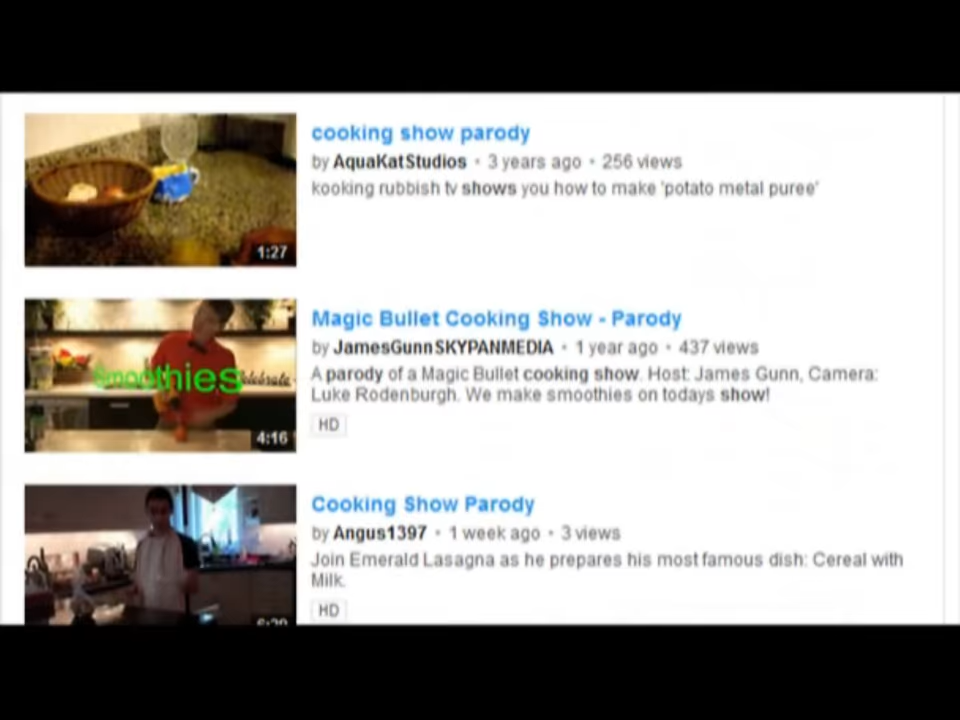 cooking show parody
by AquaKatStudios • 3 years ago • 256 views
kooking rubbish tv shows you how to make 'potato metal puree'
1:27
Magic Bullet Cooking Show - Parody
by JamesGunnSKYPANMEDIA • 1 year ago • 437 views
A parody of a Magic Bullet cooking show. Host: James Gunn, Camera:
Luke Rodenburgh. We make smoothies on todays show!
HD
Smoothies
Celebrate
4:16
Cooking Show Parody
by Angus1397 • 1 week ago • 3 views
Join Emerald Lasagna as he prepares his most famous dish: Cereal with
Milk.
HD